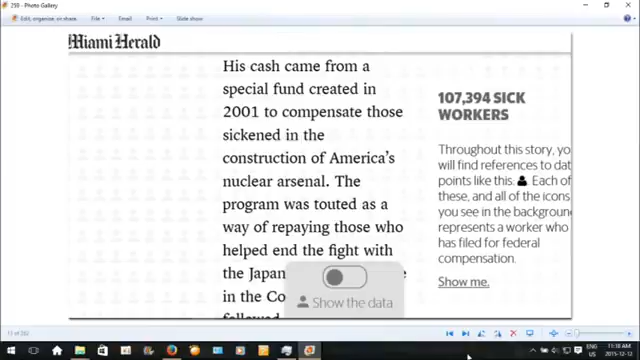 259 - Photo Gallery
Edit, organise, or share File Email Print Slide show
Miami Herald
His cash came from a
special fund created in
2001 to compensate those
sickened in the
construction of America's
nuclear arsenal. The
program was touted as a
way of repaying those who
helped end the fight with
the Japan e
in the Co
followed
Show the data
107,394 SICK
WORKERS
Throughout this story, yo
will find references to dat
points like this: . Each of
these, and all of the icons
you see in the backgroun
represents a worker who
has filed for federal
compensation.
Show me.
11:18 AM
2015-12-12